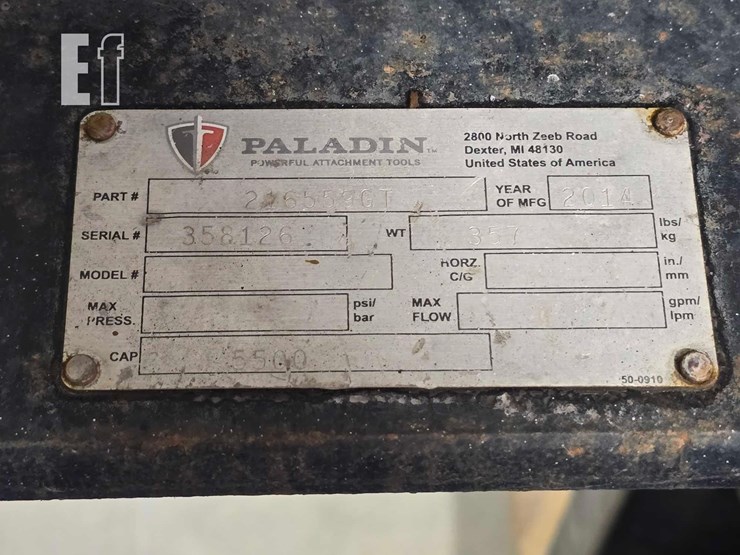 Ef
PALADIN
POWERFUL ATTACHMENT TOOLS
2800 North Zeeb Road
Dexter, MI 48130
United States of America
PART #
YEAR OF MFG 2014
SERIAL # 358126
WT 357 lbs/ kg
MODEL #
HORZ C/G in./ mm
MAX PRESS. psi/ bar
MAX FLOW gpm/ lpm
CAP 5500
50-0910